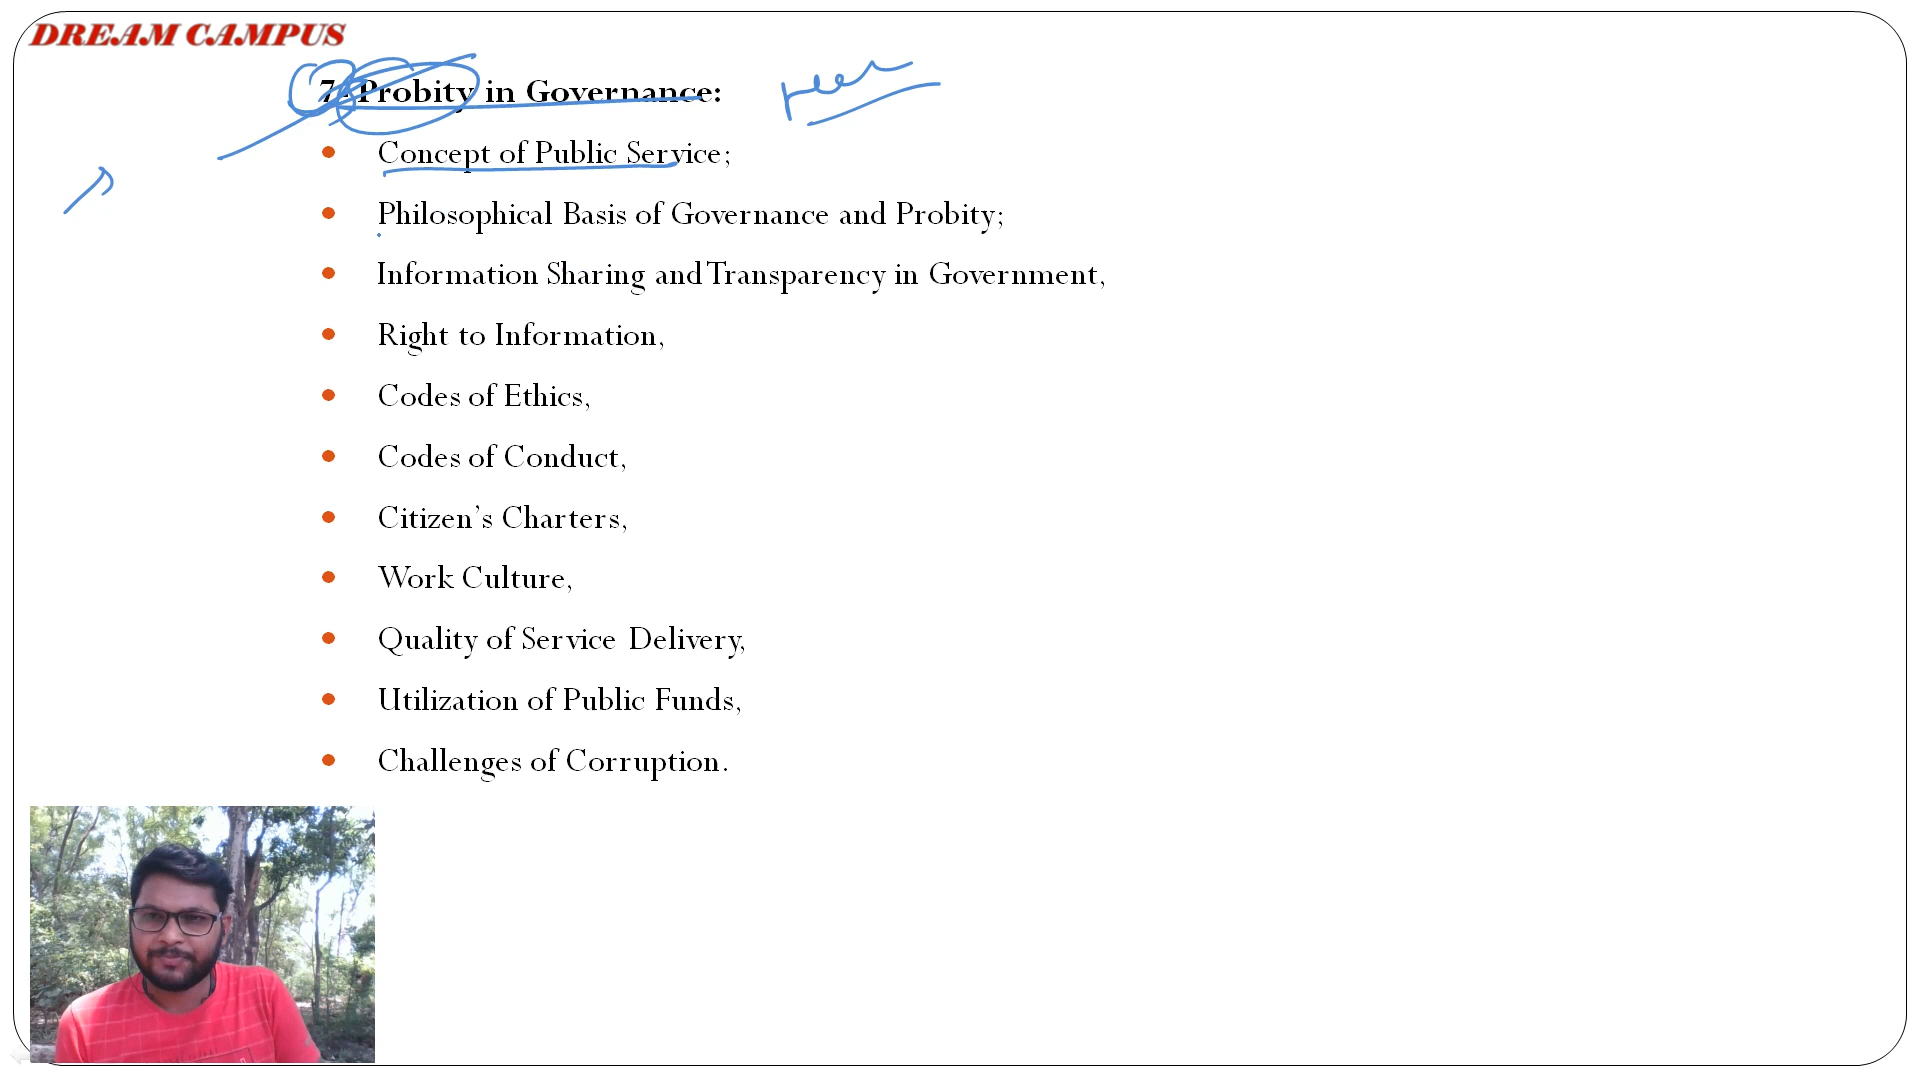 DREAM CAMPUS
7- Probity in Governance:
Concept of Public Service;
Philosophical Basis of Governance and Probity;
Information Sharing and Transparency in Government,
Right to Information,
Codes of Ethics,
Codes of Conduct,
Citizen’s Charters,
Work Culture,
Quality of Service Delivery,
Utilization of Public Funds,
Challenges of Corruption.